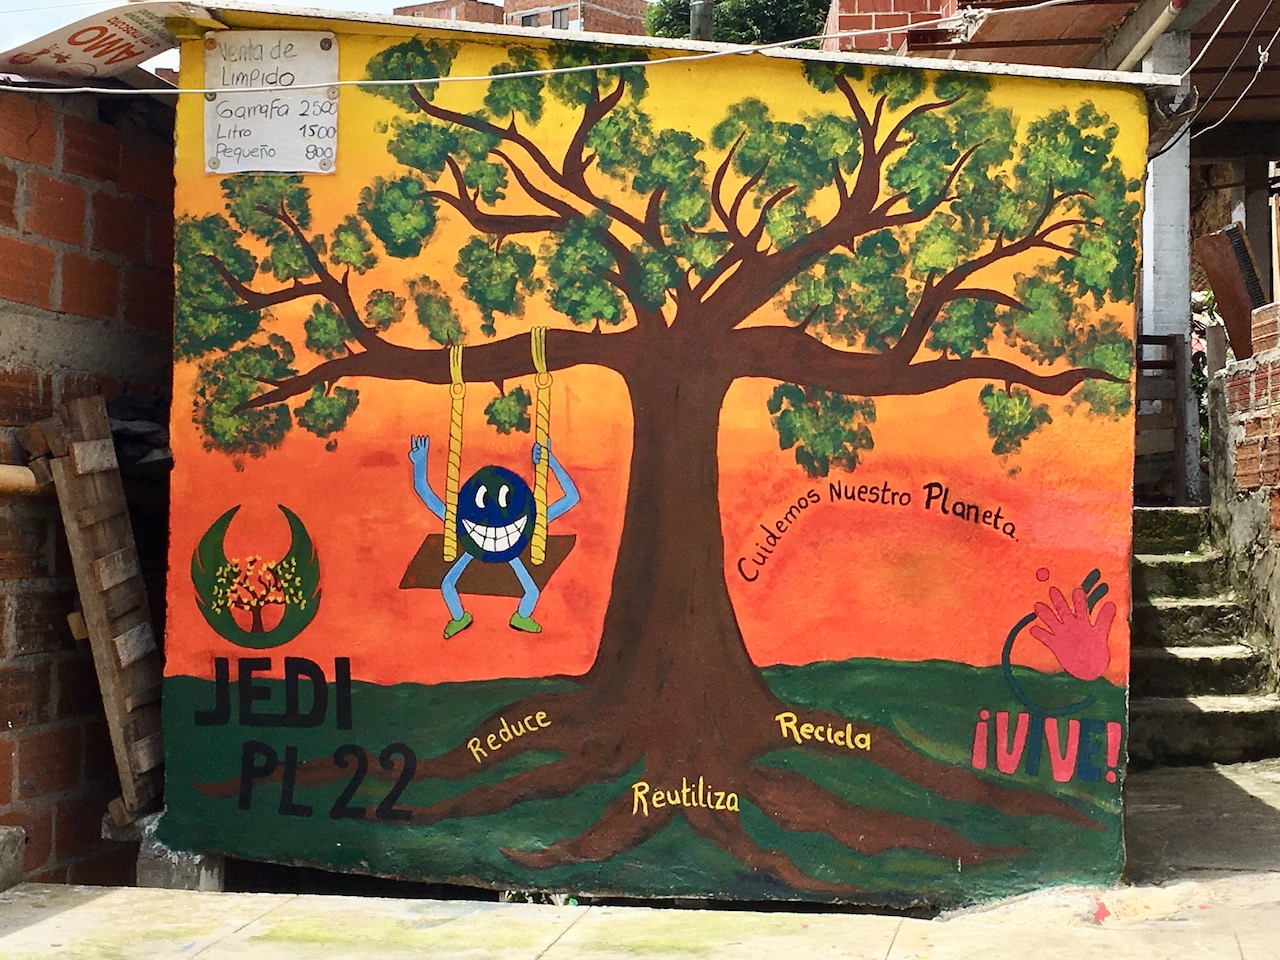 AMO
Venta de
Limpido
Garrafa 2500
Litro 1500
Pequeño 800
Cuidemos Nuestro Planeta.
JEDI
PL 22
Reduce
Recicla
Reutiliza
¡VIVE!